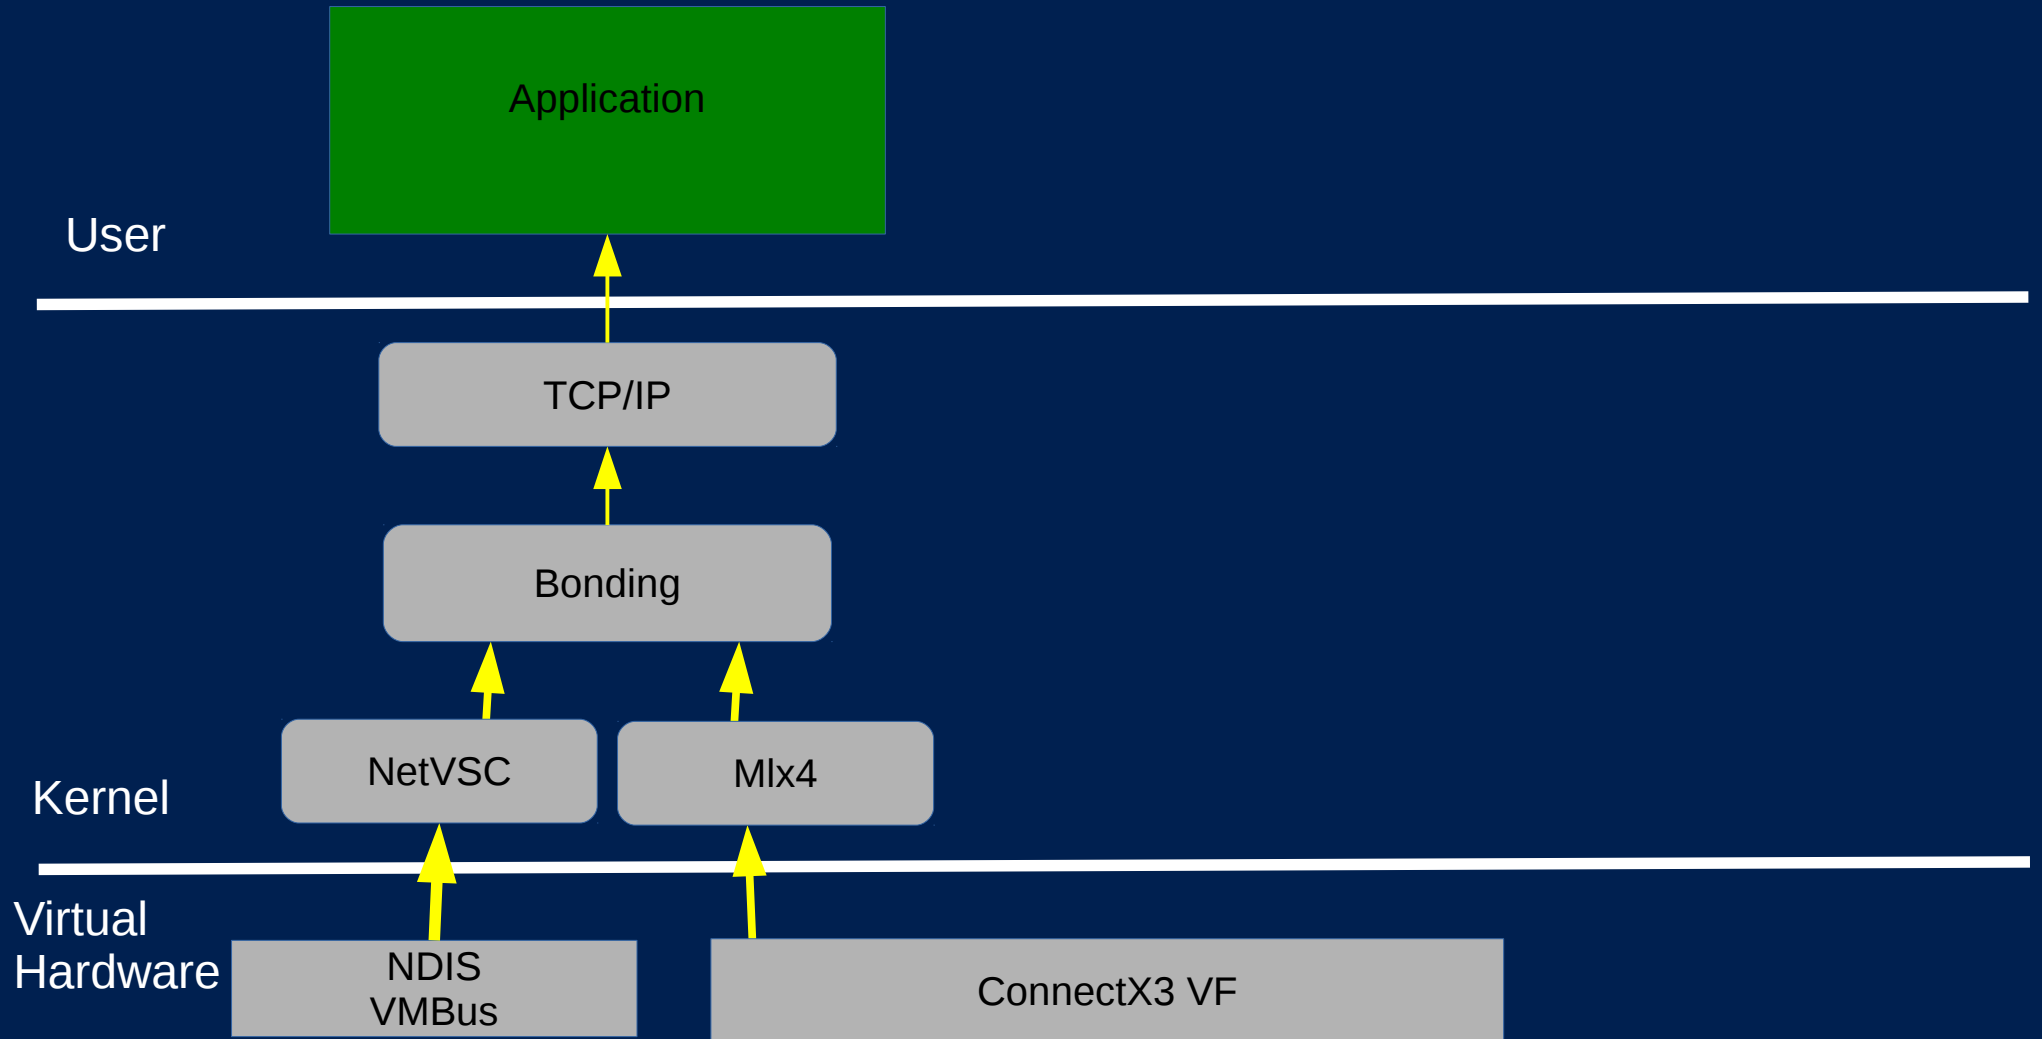 Application
User
TCP/IP
Bonding
NetVSC
Mlx4
Kernel
Virtual
Hardware
NDIS
VMBus
ConnectX3 VF